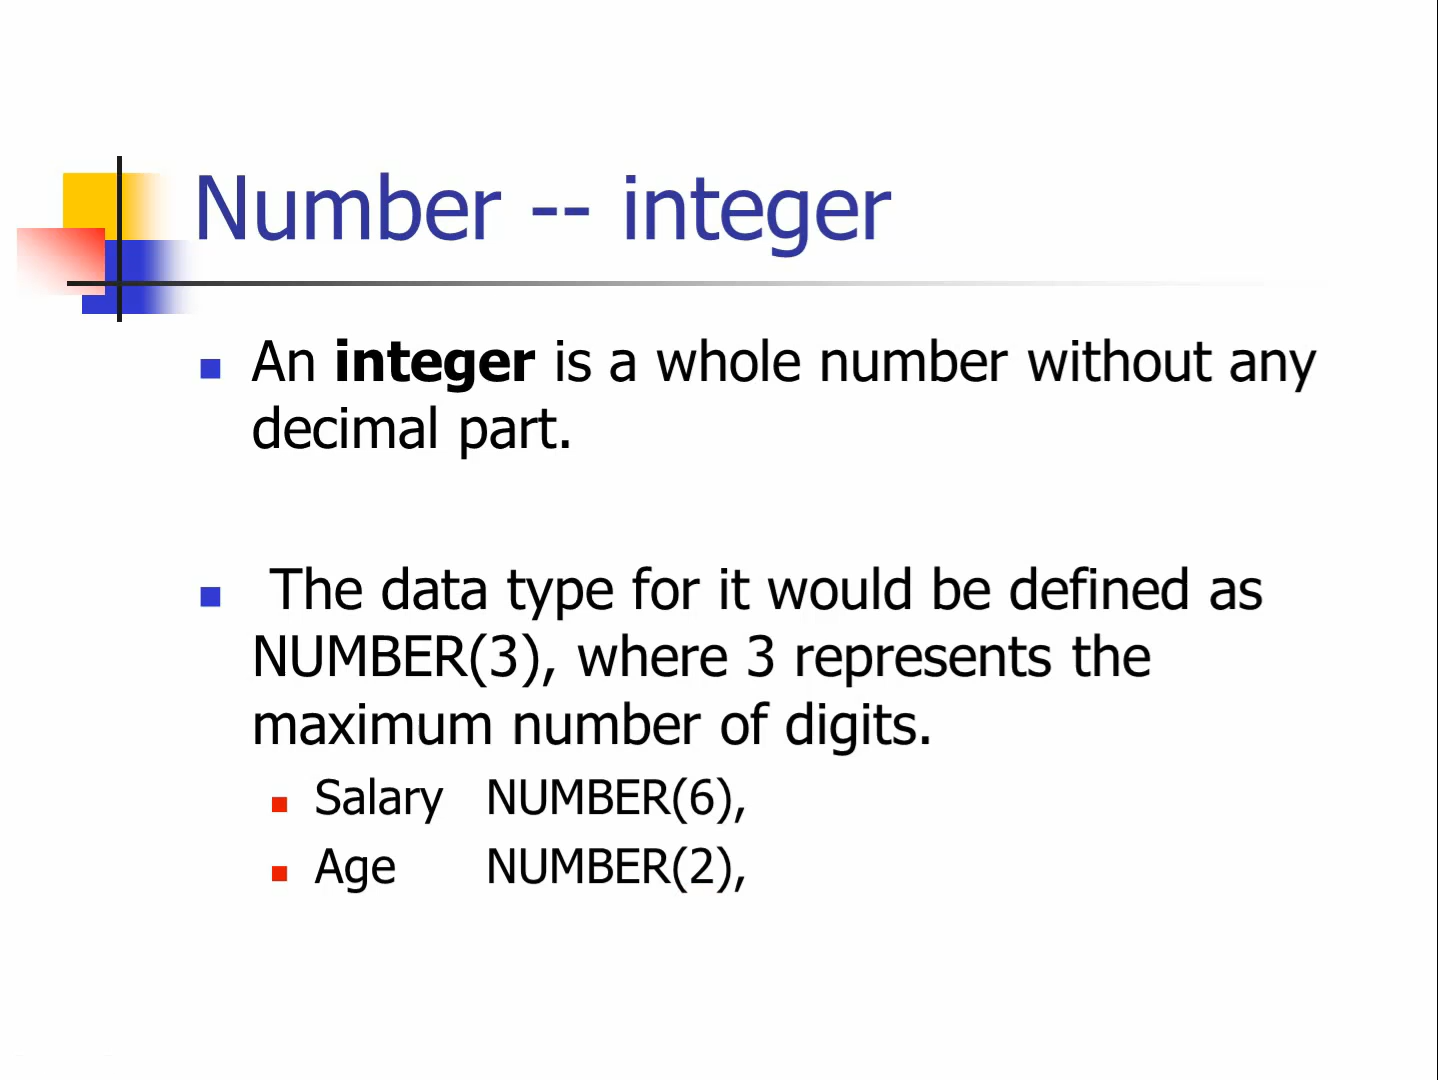 Number -- integer
An integer is a whole number without any
decimal part.
The data type for it would be defined as
NUMBER(3), where 3 represents the
maximum number of digits.
Salary NUMBER(6),
Age NUMBER(2),